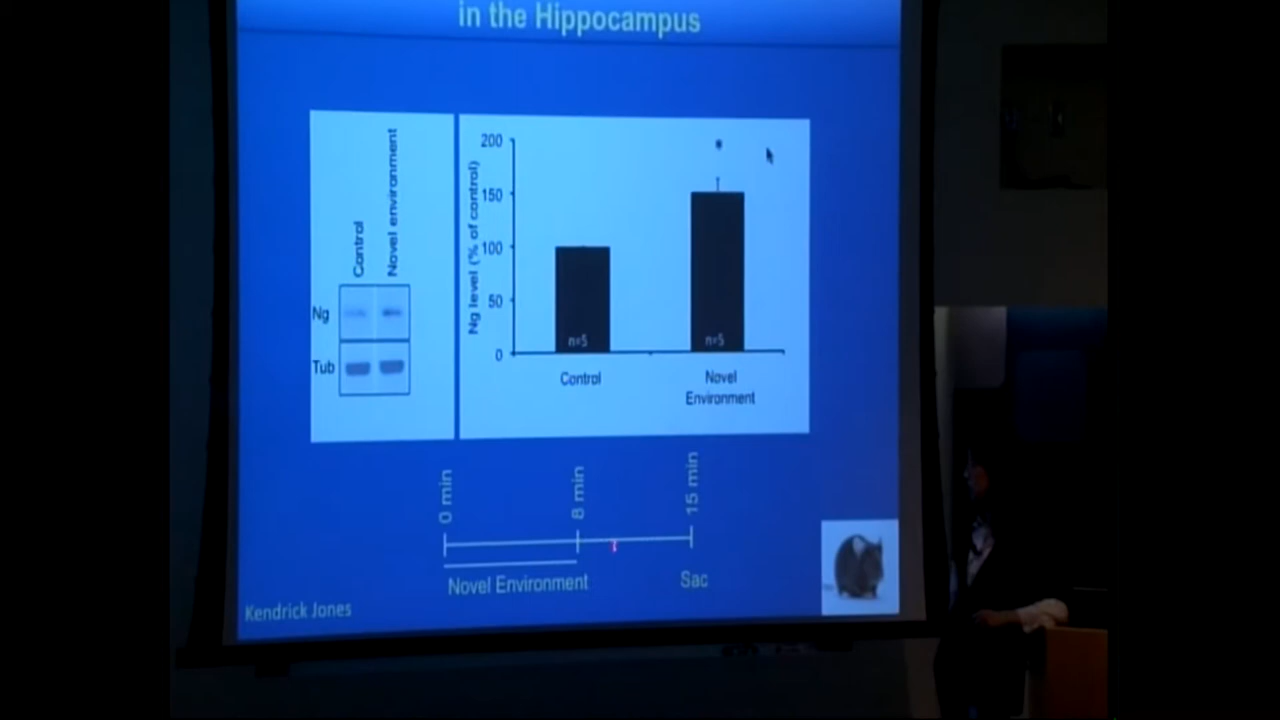 in the Hippocampus
Control
Novel environment
Ng
Tub
Ng level (% of control)
200
150
100
50
0
*
n=5
n=5
Control
Novel
Environment
0 min
8 min
15 min
Novel Environment
Sac
Kendrick Jones